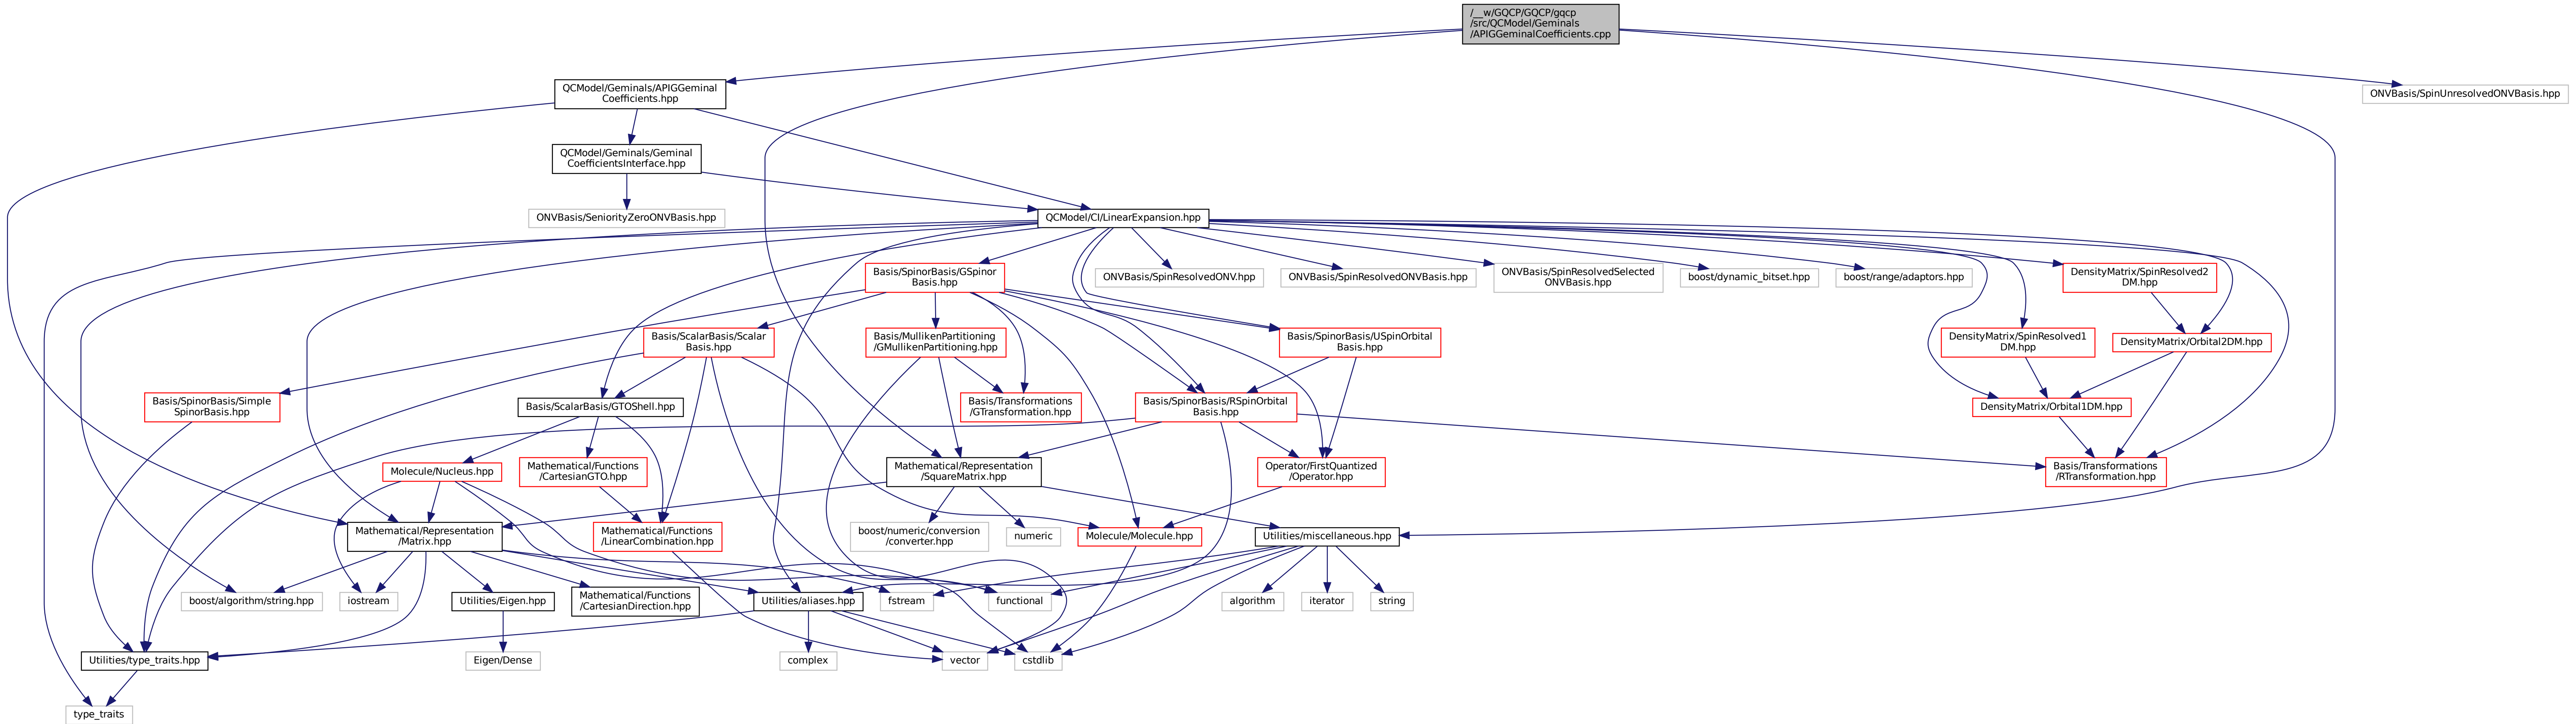 /__w/GQCP/GQCP/gqcp
/src/QCModel/Geminals
/APIGGeminalCoefficients.cpp
QCModel/Geminals/APIGGeminal
Coefficients.hpp
ONVBasis/SpinUnresolvedONVBasis.hpp
QCModel/Geminals/Geminal
CoefficientsInterface.hpp
ONVBasis/SeniorityZeroONVBasis.hpp
QCModel/CI/LinearExpansion.hpp
Basis/SpinorBasis/GSpinor
Basis.hpp
ONVBasis/SpinResolvedONV.hpp
ONVBasis/SpinResolvedONVBasis.hpp
ONVBasis/SpinResolvedSelected
ONVBasis.hpp
boost/dynamic_bitset.hpp
boost/range/adaptors.hpp
DensityMatrix/SpinResolved2
DM.hpp
Basis/ScalarBasis/Scalar
Basis.hpp
Basis/MullikenPartitioning
/GMullikenPartitioning.hpp
Basis/SpinorBasis/USpinOrbital
Basis.hpp
DensityMatrix/SpinResolved1
DM.hpp
DensityMatrix/Orbital2DM.hpp
Basis/SpinorBasis/Simple
SpinorBasis.hpp
Basis/ScalarBasis/GTOShell.hpp
Basis/Transformations
/GTransformation.hpp
Basis/SpinorBasis/RSpinOrbital
Basis.hpp
DensityMatrix/Orbital1DM.hpp
Molecule/Nucleus.hpp
Mathematical/Functions
/CartesianGTO.hpp
Mathematical/Representation
/SquareMatrix.hpp
Operator/FirstQuantized
/Operator.hpp
Basis/Transformations
/RTransformation.hpp
Mathematical/Representation
/Matrix.hpp
Mathematical/Functions
/LinearCombination.hpp
boost/numeric/conversion
/converter.hpp
numeric
Molecule/Molecule.hpp
Utilities/miscellaneous.hpp
boost/algorithm/string.hpp
iostream
Utilities/Eigen.hpp
Mathematical/Functions
/CartesianDirection.hpp
Utilities/aliases.hpp
fstream
functional
algorithm
iterator
string
Utilities/type_traits.hpp
Eigen/Dense
complex
vector
cstdlib
type_traits